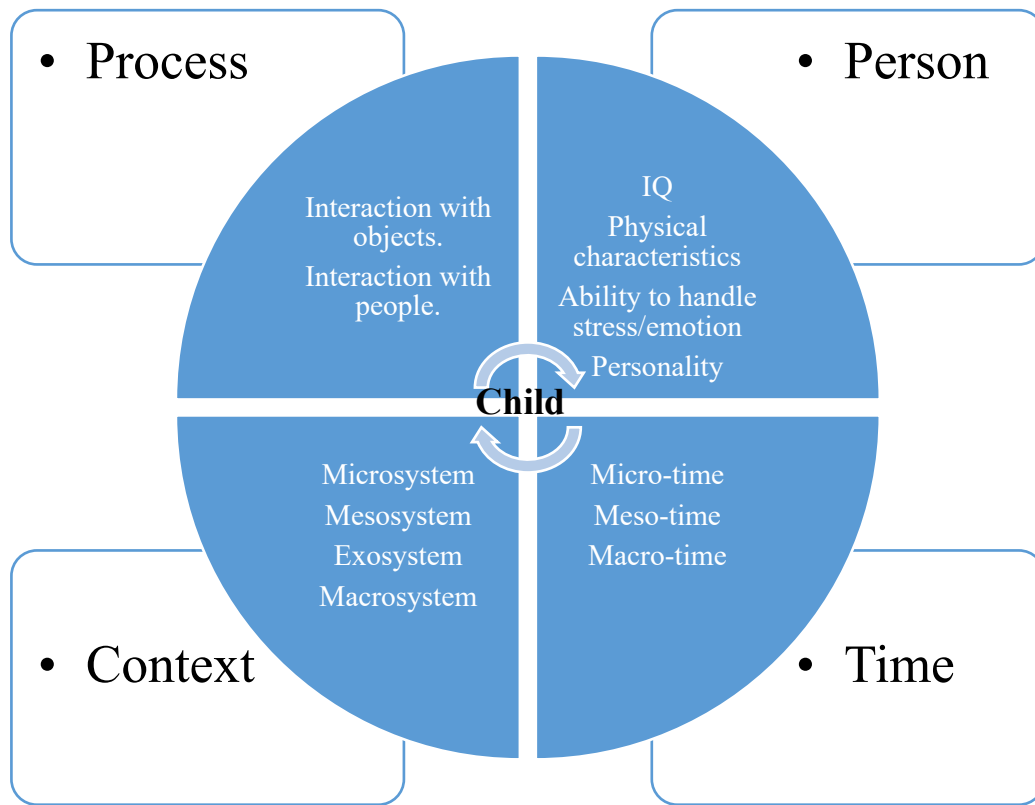 • Process
• Person
Interaction with
objects.
Interaction with
people.
IQ
Physical
characteristics
Ability to handle
stress/emotion
Personality
Child
Microsystem
Mesosystem
Exosystem
Macrosystem
Micro-time
Meso-time
Macro-time
• Context
• Time